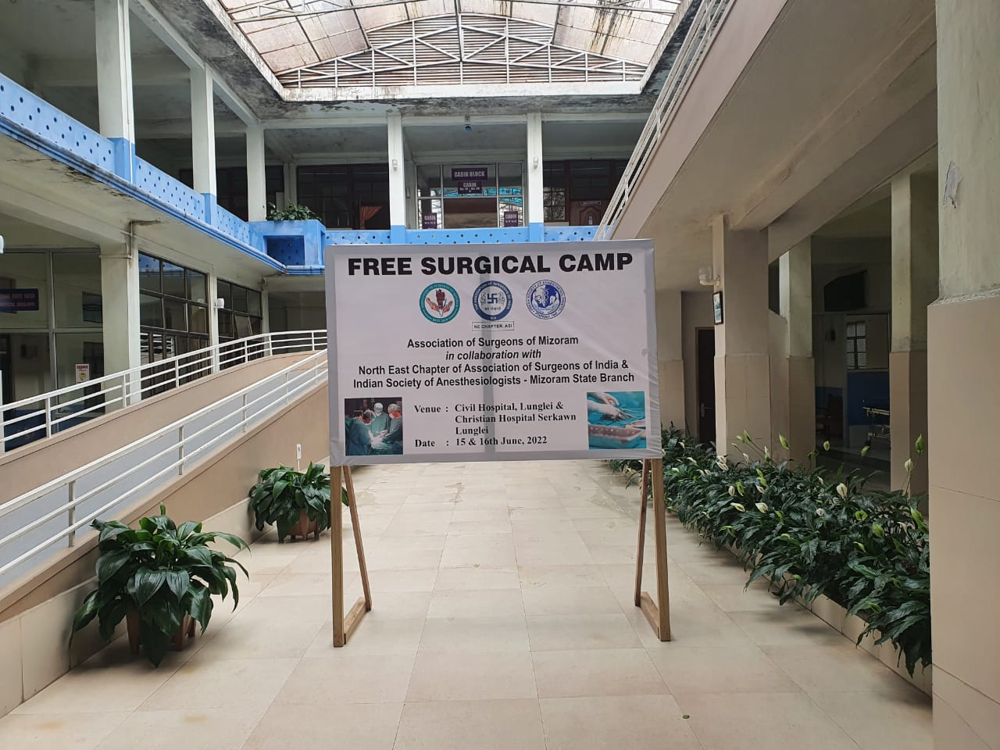 CABIN BLOCK
CABIN
CABIN
CABIN
FREE SURGICAL CAMP
NE CHAPTER, ASI
Association of Surgeons of Mizoram
in collaboration with
North East Chapter of Association of Surgeons of India &
Indian Society of Anesthesiologists - Mizoram State Branch
Venue : Civil Hospital, Lunglei &
Christian Hospital Serkawn
Lunglei
Date : 15 & 16th June, 2022